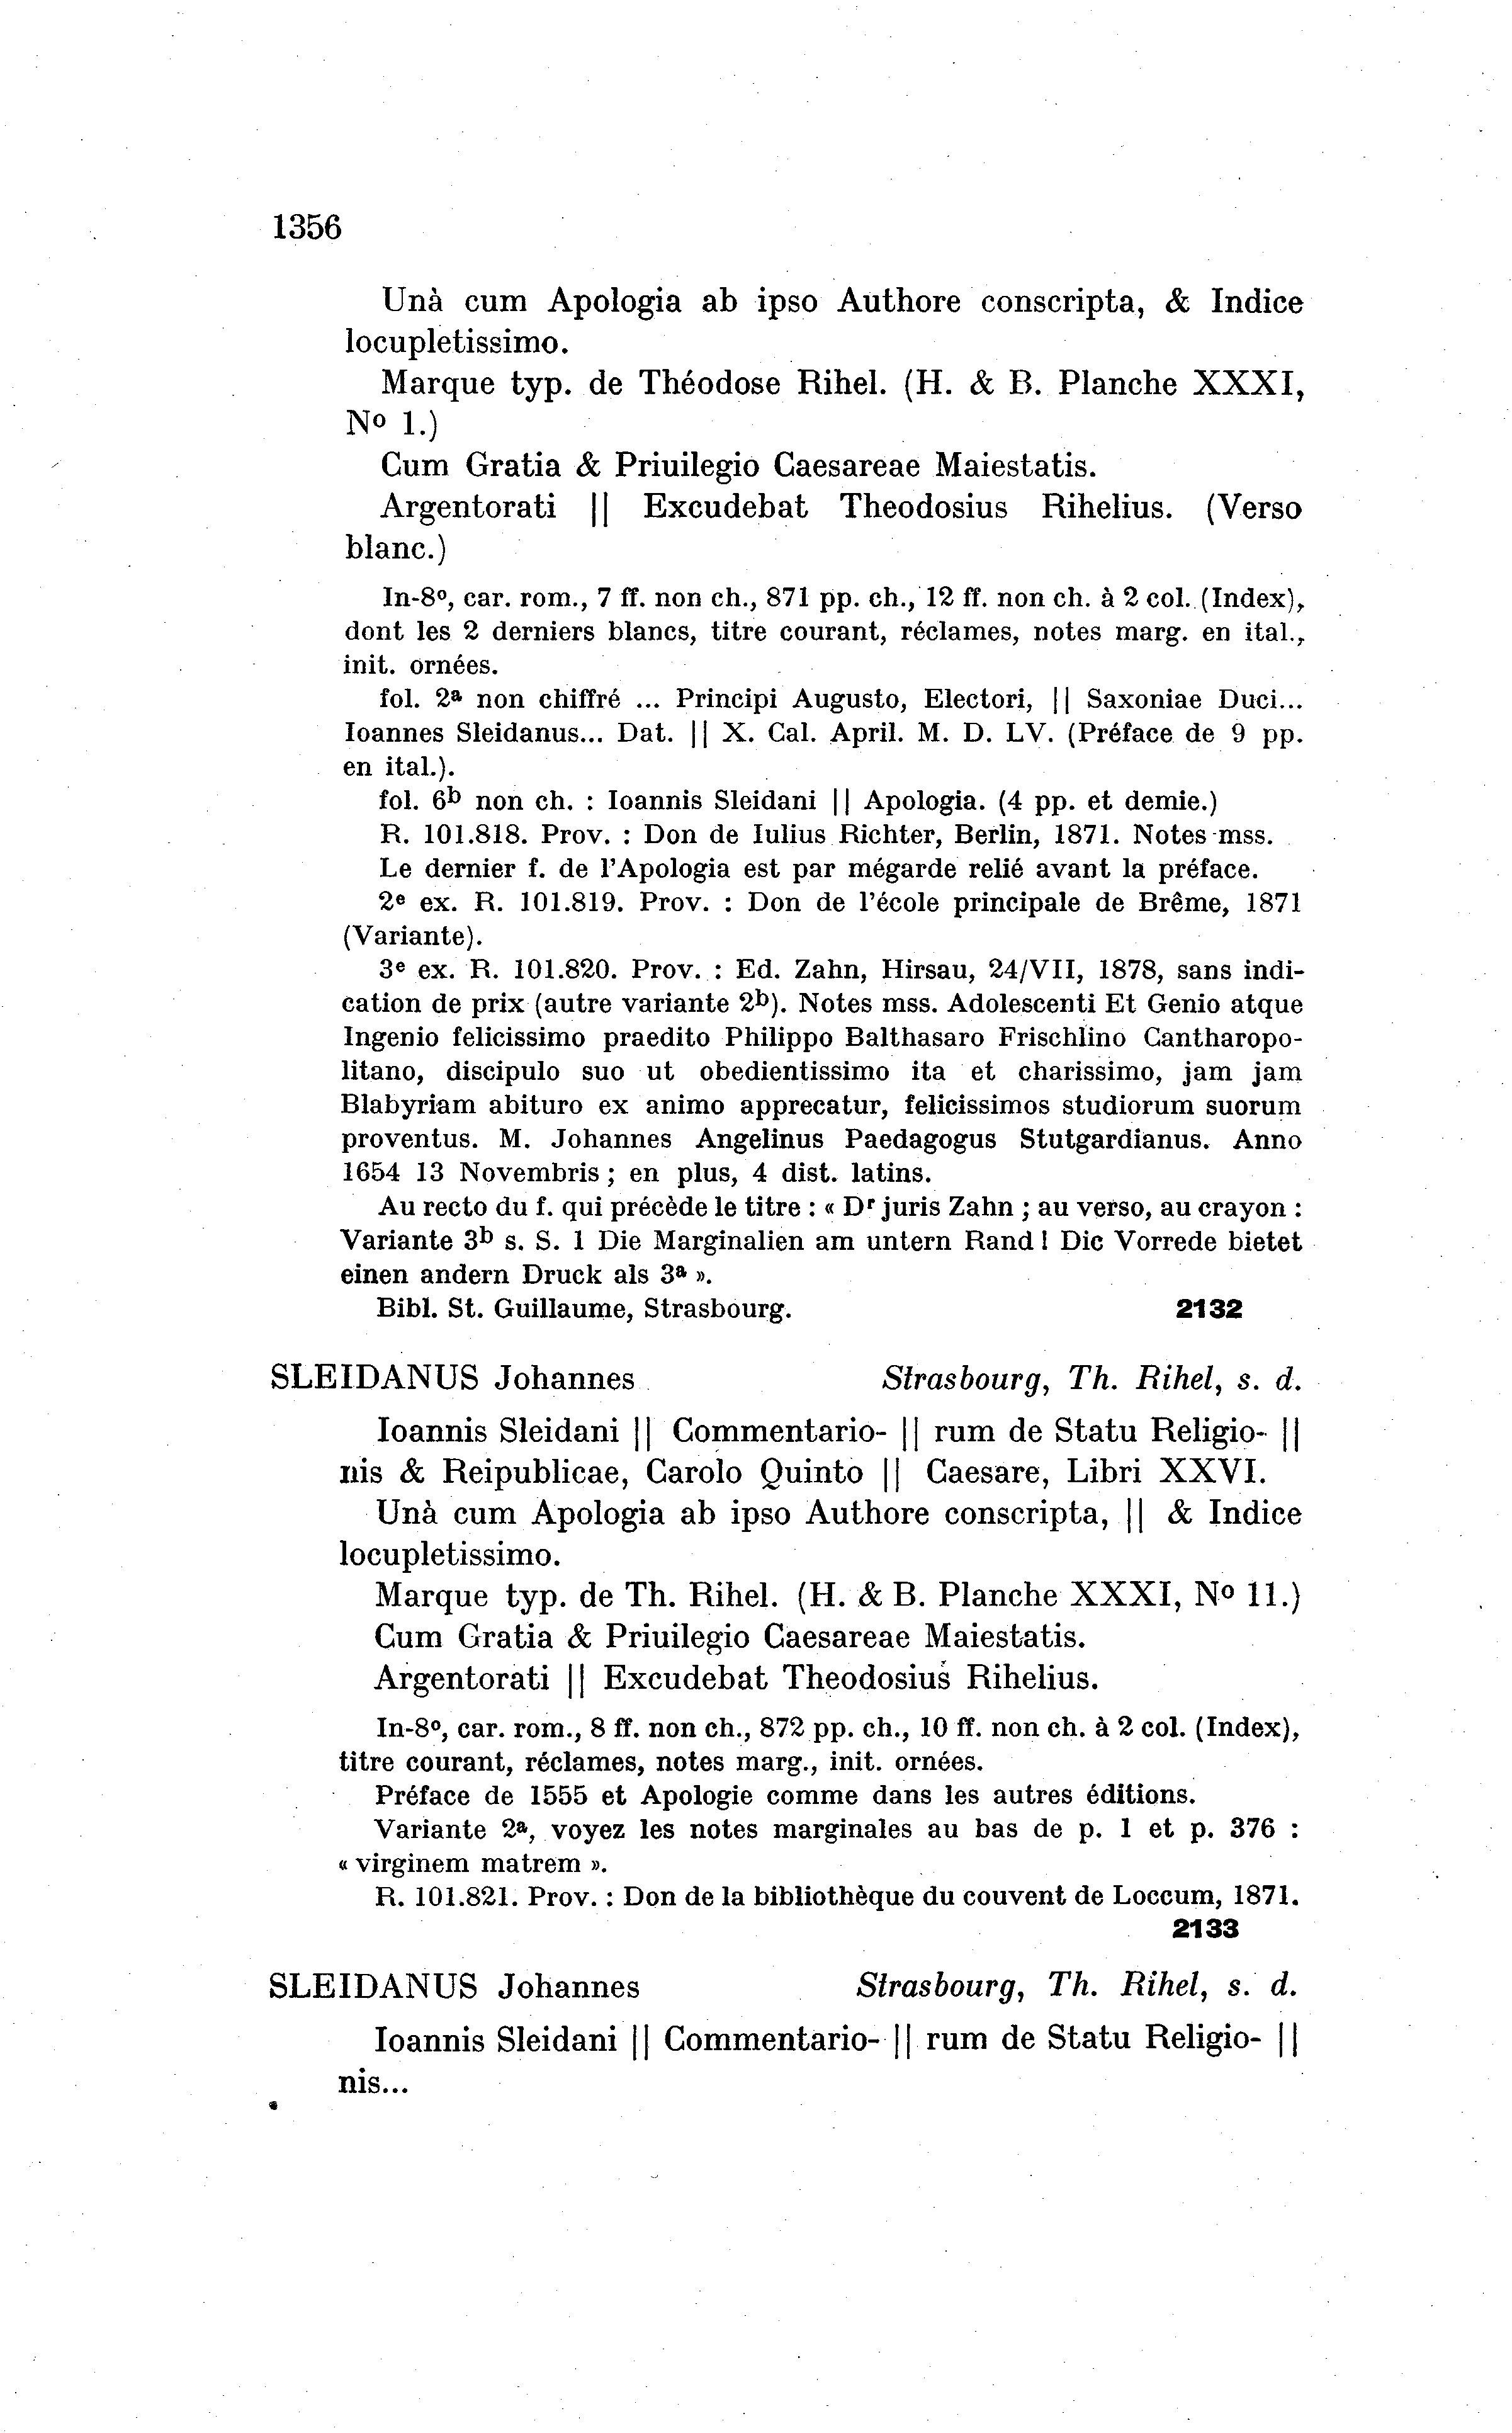 1356
Unà cum Apologia ab ipso Authore conscripta, & Indice
locupletissimo.
Marque typ. de Théodose Rihel. (H. & B. Planche XXXI,
Nº 1.)
Cum Gratia & Priuilegio Caesareae Maiestatis.
Argentorati || Excudebat Theodosius Rihelius. (Verso
blanc.)
In-8º, car. rom., 7 ff. non ch., 871 pp. ch., 12 ff. non ch. à 2 col. (Index),
dont les 2 derniers blancs, titre courant, réclames, notes marg. en ital.,
init. ornées.
fol. 2ª non chiffré ... Principi Augusto, Electori, || Saxoniae Duci...
Ioannes Sleidanus... Dat. || X. Cal. April. M. D. LV. (Préface de 9 pp.
en ital.).
fol. 6ᵇ non ch. : Ioannis Sleidani || Apologia. (4 pp. et demie.)
R. 101.818. Prov. : Don de Iulius Richter, Berlin, 1871. Notes mss.
Le dernier f. de l'Apologia est par mégarde relié avant la préface.
2ᵉ ex. R. 101.819. Prov. : Don de l'école principale de Brême, 1871
(Variante).
3ᵉ ex. R. 101.820. Prov. : Ed. Zahn, Hirsau, 24/VII, 1878, sans indi-
cation de prix (autre variante 2ᵇ). Notes mss. Adolescenti Et Genio atque
Ingenio felicissimo praedito Philippo Balthasaro Frischlino Cantharopo-
litano, discipulo suo ut obedientissimo ita et charissimo, jam jam
Blabyriam abituro ex animo apprecatur, felicissimos studiorum suorum
proventus. M. Johannes Angelinus Paedagogus Stutgardianus. Anno
1654 13 Novembris ; en plus, 4 dist. latins.
Au recto du f. qui précède le titre : « Dʳ juris Zahn ; au verso, au crayon :
Variante 3ᵇ s. S. 1 Die Marginalien am untern Rand ! Dic Vorrede bietet
einen andern Druck als 3ª ».
Bibl. St. Guillaume, Strasbourg. 2132
SLEIDANUS Johannes Strasbourg, Th. Rihel, s. d.
Ioannis Sleidani || Commentario- || rum de Statu Religio- ||
nis & Reipublicae, Carolo Quinto || Caesare, Libri XXVI.
Unà cum Apologia ab ipso Authore conscripta, || & Indice
locupletissimo.
Marque typ. de Th. Rihel. (H. & B. Planche XXXI, Nº 11.)
Cum Gratia & Priuilegio Caesareae Maiestatis.
Argentorati || Excudebat Theodosius Rihelius.
In-8º, car. rom., 8 ff. non ch., 872 pp. ch., 10 ff. non ch. à 2 col. (Index),
titre courant, réclames, notes marg., init. ornées.
Préface de 1555 et Apologie comme dans les autres éditions.
Variante 2ª, voyez les notes marginales au bas de p. 1 et p. 376 :
« virginem matrem ».
R. 101.821. Prov. : Don de la bibliothèque du couvent de Loccum, 1871.
2133
SLEIDANUS Johannes Strasbourg, Th. Rihel, s. d.
Ioannis Sleidani || Commentario- || rum de Statu Religio- ||
nis...